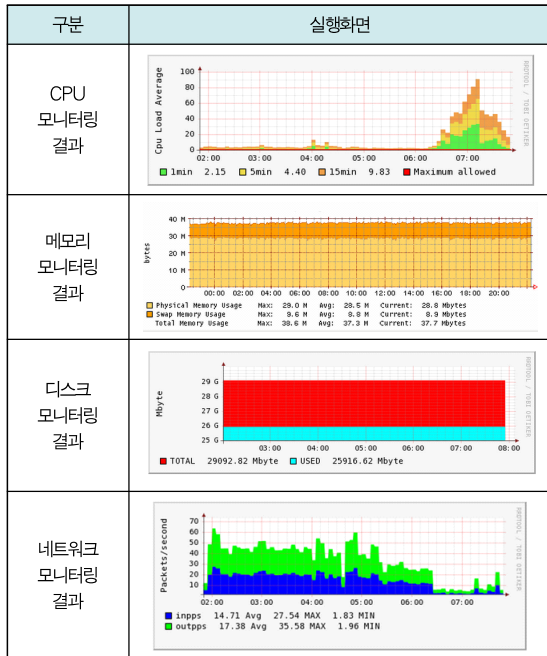 구분
실행화면
CPU
모니터링
결과
Cpu Load Average
100
80
60
40
20
0
02:00 03:00 04:00 05:00 06:00 07:00
1min 2.15 5min 4.40 15min 9.83 Maximum allowed
RRDTOOL / TOBI OETIKER
메모리
모니터링
결과
bytes
40 M
30 M
20 M
10 M
0
00:00 02:00 04:00 06:00 08:00 10:00 12:00 14:00 16:00 18:00 20:00
Physical Memory Usage Max: 29.0 M Avg: 28.5 M Current: 28.8 Mbytes
Swap Memory Usage Max: 9.6 M Avg: 8.8 M Current: 8.9 Mbytes
Total Memory Usage Max: 38.6 M Avg: 37.3 M Current: 37.7 Mbytes
디스크
모니터링
결과
Mbyte
29 G
28 G
27 G
26 G
25 G
03:00 04:00 05:00 06:00 07:00 08:00
TOTAL 29092.82 Mbyte USED 25916.62 Mbyte
RRDTOOL / TOBI OETIKER
네트워크
모니터링
결과
Packets/second
70
60
50
40
30
20
10
02:00 03:00 04:00 05:00 06:00 07:00
inpps 14.71 Avg 27.54 MAX 1.83 MIN
outpps 17.38 Avg 35.58 MAX 1.96 MIN
RRDTOOL / TOBI OETIKER